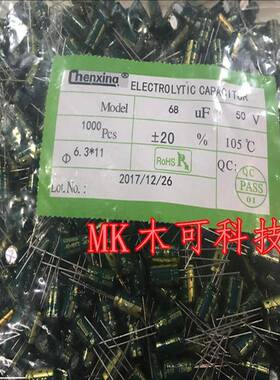 Chenxing ELECTROLYTIC CAPACITOR
Model 68 uF 50 V
1000 Pcs ±20 % 105℃
Φ 6.3*11 RoHS QC:
Lot.No.: 2017/12/26 QC PASS 01
MK木可科技